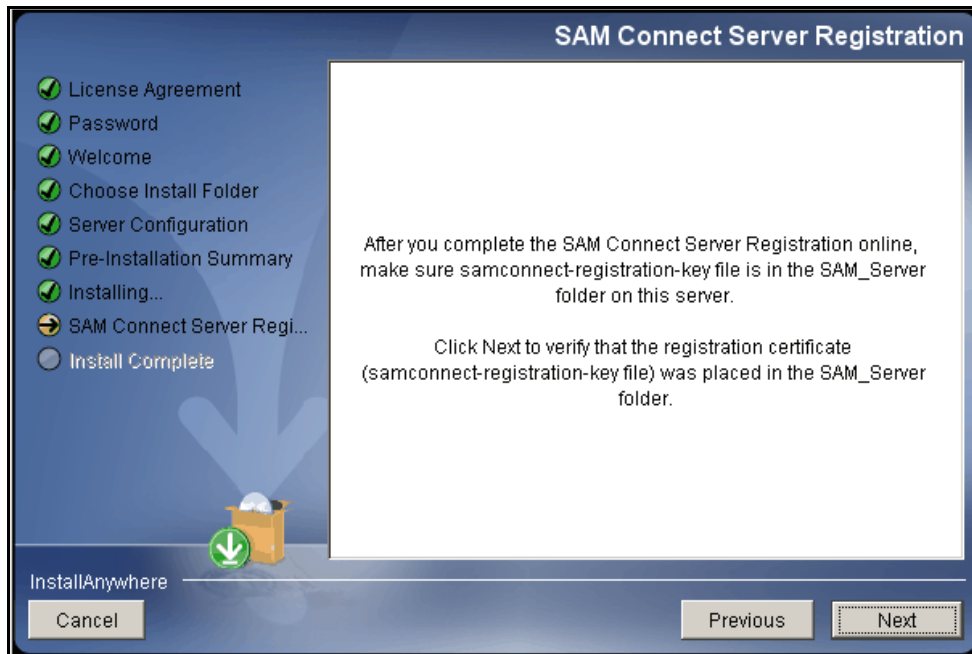 SAM Connect Server Registration
License Agreement
Password
Welcome
Choose Install Folder
Server Configuration
Pre-Installation Summary
Installing...
SAM Connect Server Regi...
Install Complete
After you complete the SAM Connect Server Registration online,
make sure samconnect-registration-key file is in the SAM_Server
folder on this server.
Click Next to verify that the registration certificate
(samconnect-registration-key file) was placed in the SAM_Server
folder.
InstallAnywhere
Cancel
Previous
Next